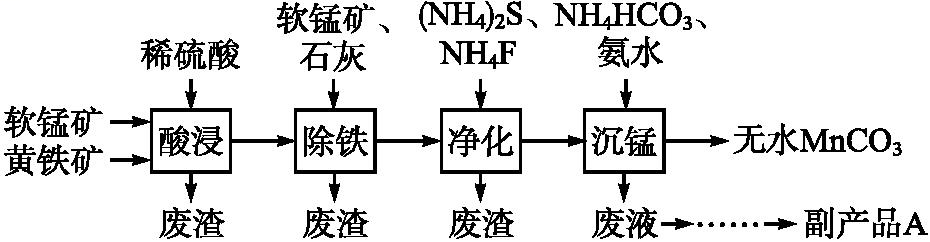 软锰矿、(NH4)2S、NH4HCO3、
稀硫酸 石灰 NH4F 氨水
软锰矿
黄铁矿
酸浸 除铁 净化 沉锰 无水MnCO3
废渣 废渣 废渣 废液 …… 副产品A